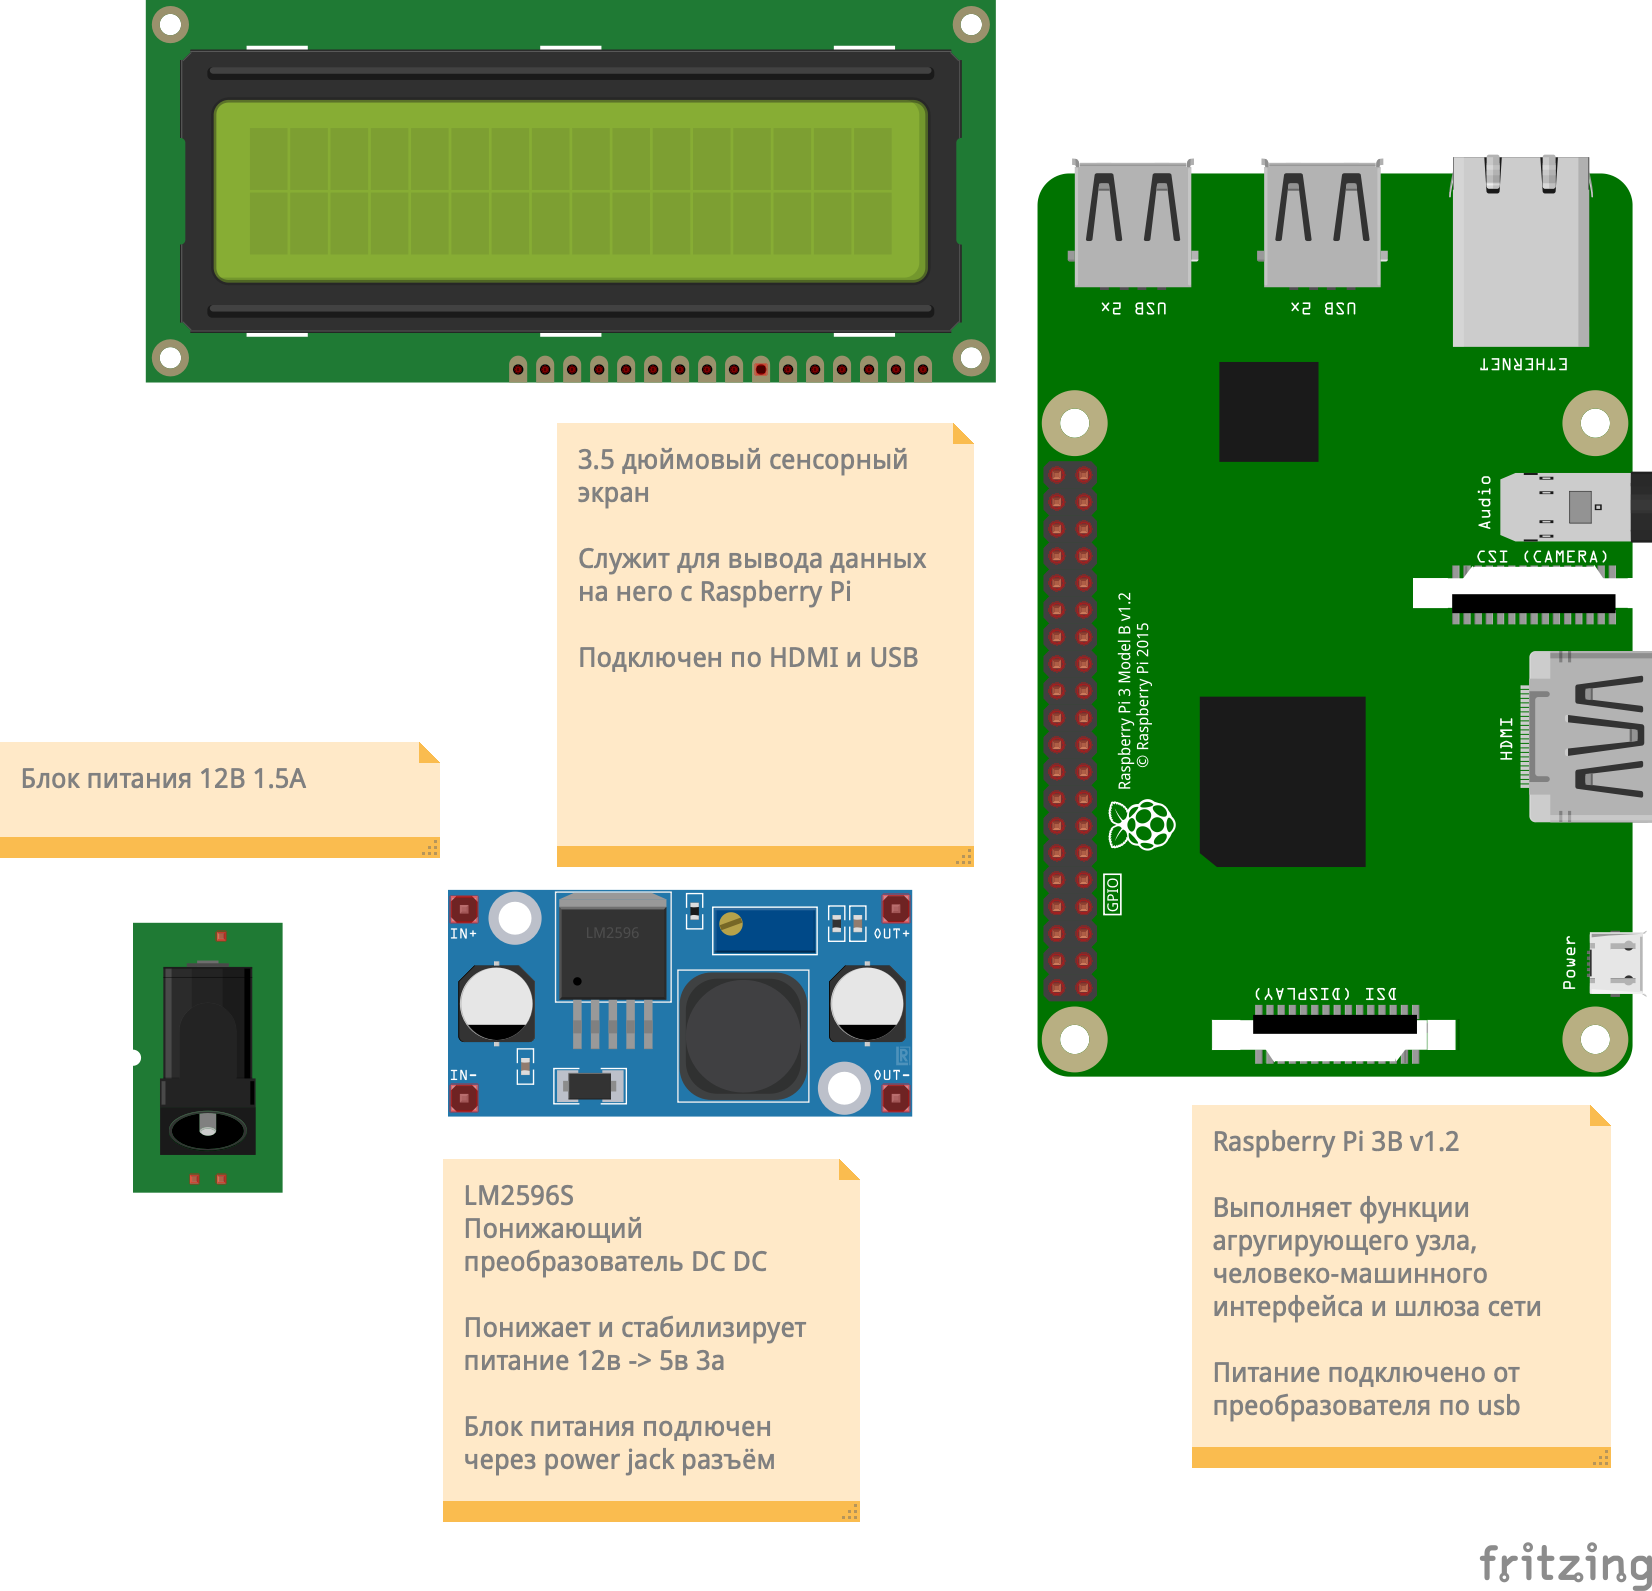 USB 2x
USB 2x
ETHERNET
3.5 дюймовый сенсорный
экран
Служит для вывода данных
на него с Raspberry Pi
Подключен по HDMI и USB
Audio
CSI (CAMERA)
Raspberry Pi 3 Model B v1.2
© Raspberry Pi 2015
HDMI
GPIO
Power
DSI (DISPLAY)
Блок питания 12В 1.5А
LM2596
IN+
OUT+
IN-
OUT-
R
Raspberry Pi 3B v1.2
Выполняет функции
агругирующего узла,
человеко-машинного
интерфейса и шлюза сети
Питание подключено от
преобразователя по usb
LM2596S
Понижающий
преобразователь DC DC
Понижает и стабилизирует
питание 12в -> 5в 3а
Блок питания подлючен
через power jack разъём
fritzing